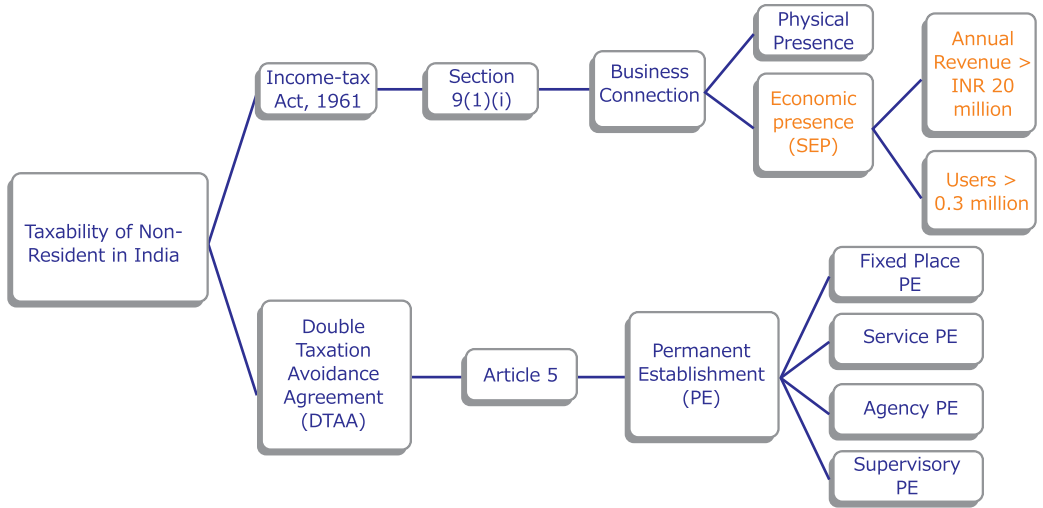 Taxability of Non-
Resident in India
Income-tax
Act, 1961
Section
9(1)(i)
Business
Connection
Physical
Presence
Economic
presence
(SEP)
Annual
Revenue >
INR 20
million
Users >
0.3 million
Double
Taxation
Avoidance
Agreement
(DTAA)
Article 5
Permanent
Establishment
(PE)
Fixed Place
PE
Service PE
Agency PE
Supervisory
PE